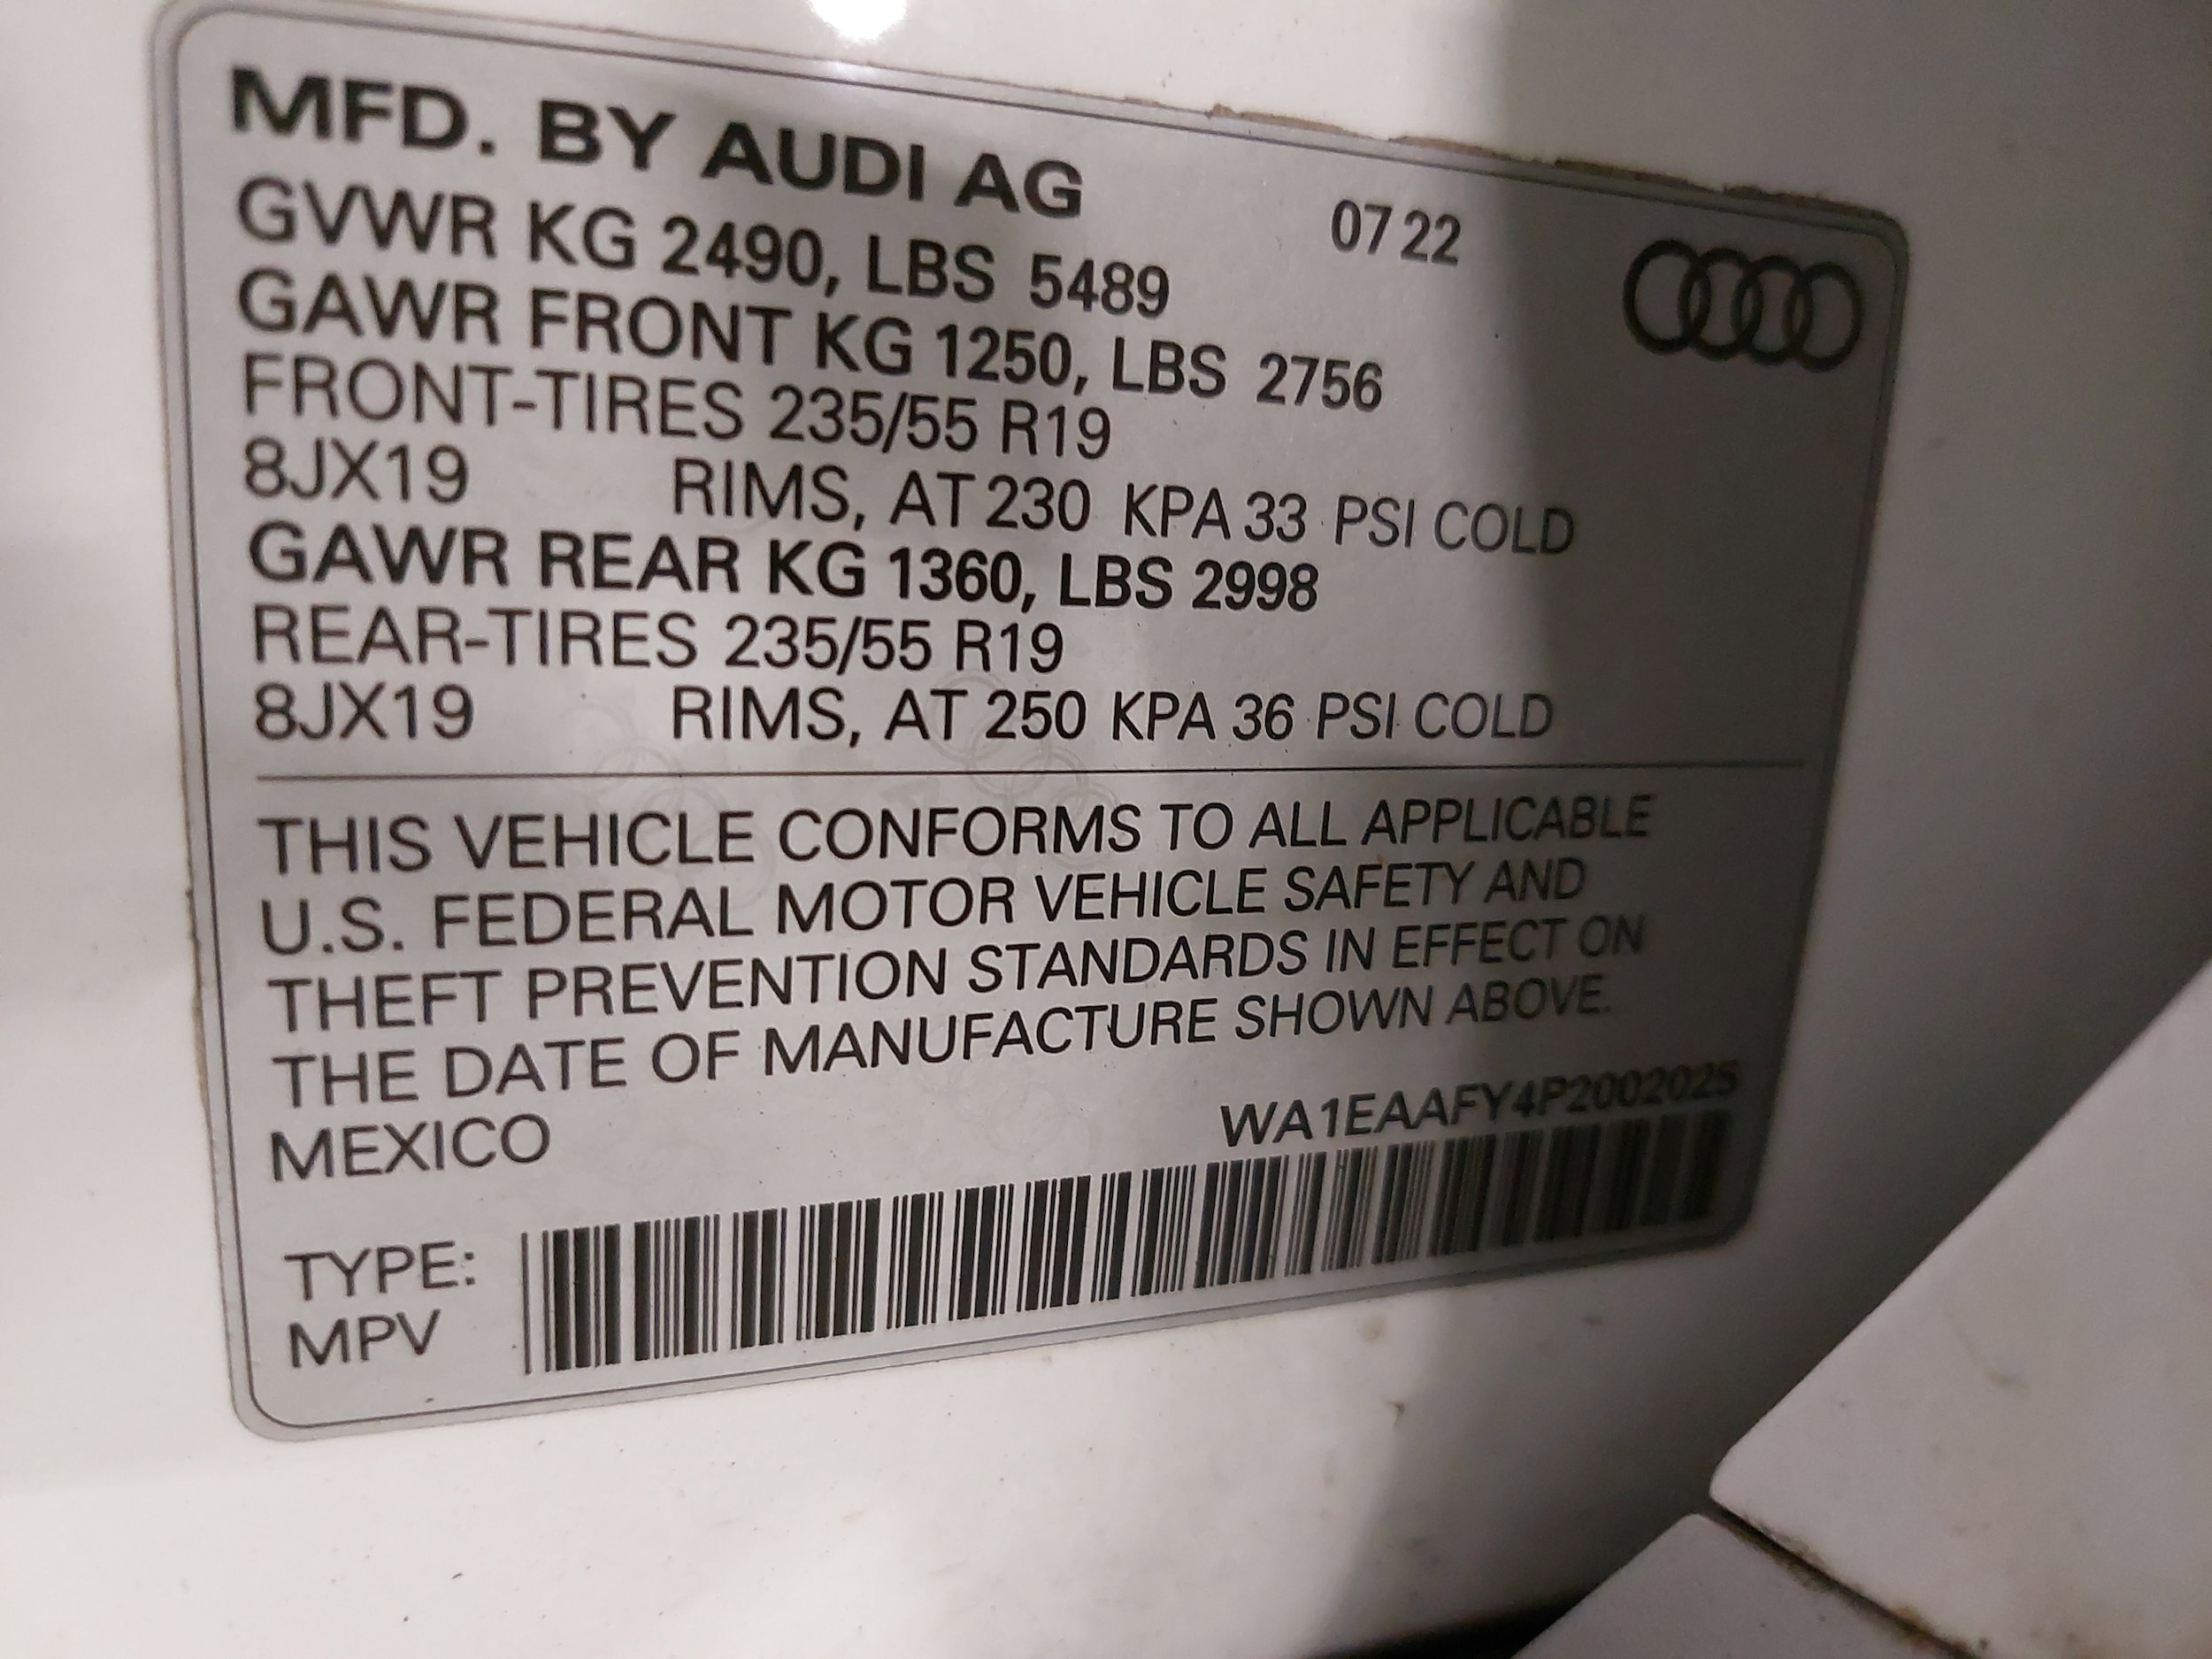 MFD. BY AUDI AG
07 22
GVWR KG 2490, LBS 5489
GAWR FRONT KG 1250, LBS 2756
FRONT-TIRES 235/55 R19
8JX19 RIMS, AT 230 KPA 33 PSI COLD
GAWR REAR KG 1360, LBS 2998
REAR-TIRES 235/55 R19
8JX19 RIMS, AT 250 KPA 36 PSI COLD
THIS VEHICLE CONFORMS TO ALL APPLICABLE
U.S. FEDERAL MOTOR VEHICLE SAFETY AND
THEFT PREVENTION STANDARDS IN EFFECT ON
THE DATE OF MANUFACTURE SHOWN ABOVE.
MEXICO
WA1EAAFY4P2002025
TYPE:
MPV